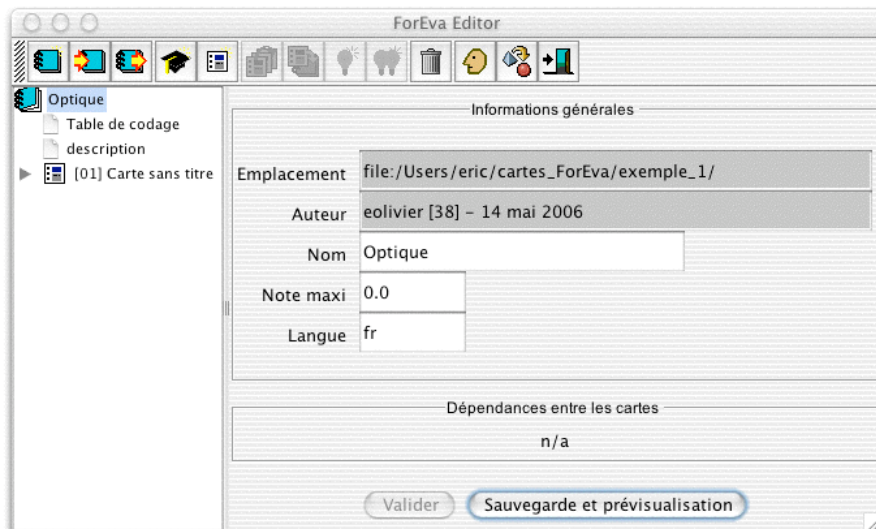 ForEva Editor
Optique
Table de codage
description
[01] Carte sans titre
Informations générales
Emplacement file:/Users/eric/cartes_ForEva/exemple_1/
Auteur eolivier [38] – 14 mai 2006
Nom Optique
Note maxi 0.0
Langue fr
Dépendances entre les cartes
n/a
Valider Sauvegarde et prévisualisation